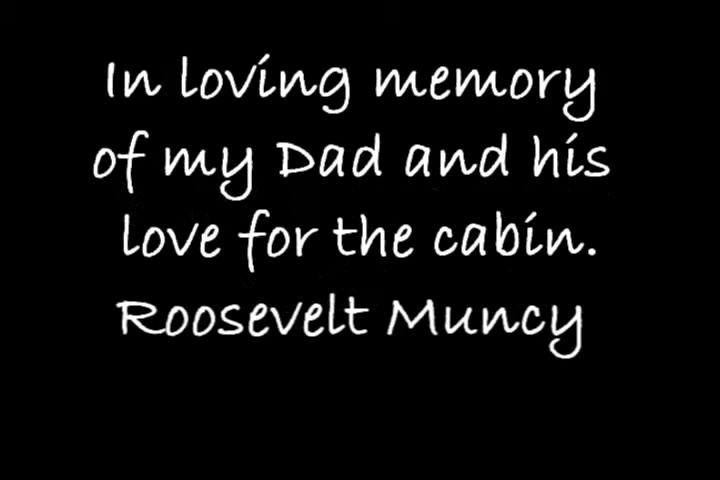 In loving memory
of my Dad and his
love for the cabin.
Roosevelt Muncy